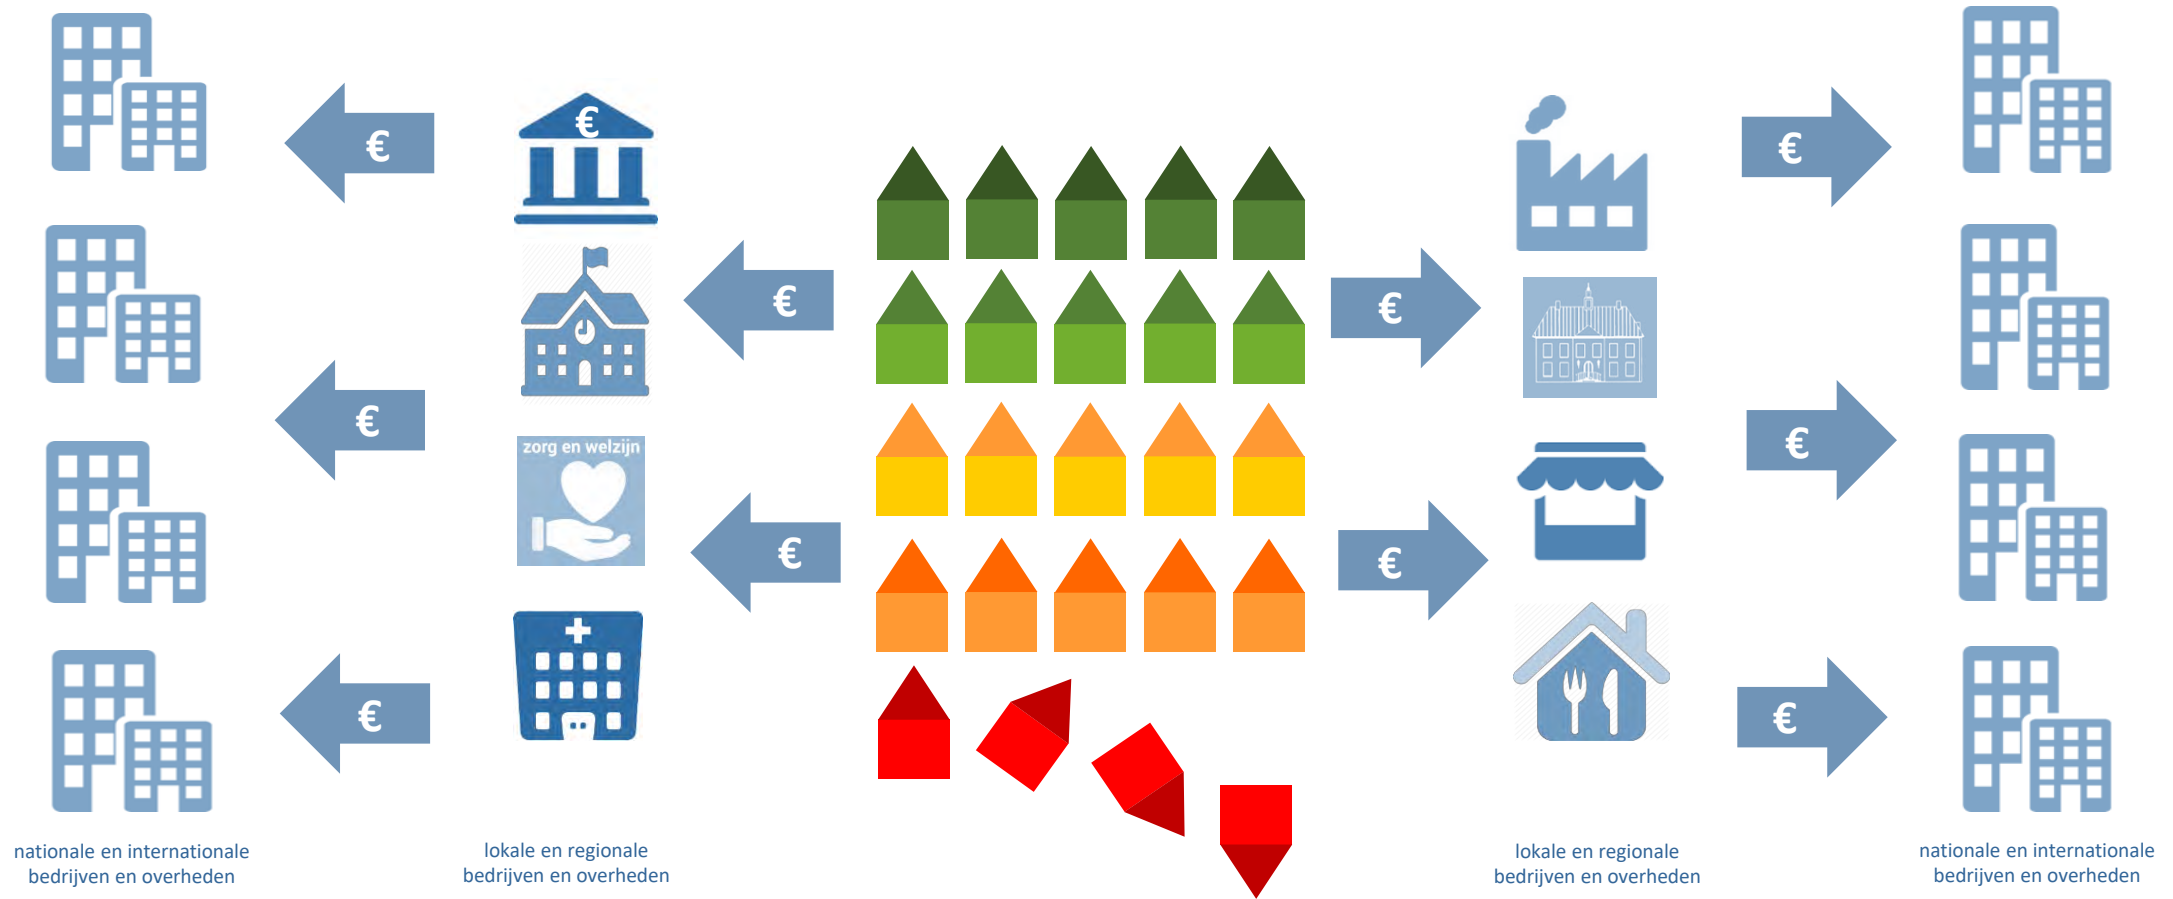 €
€
€
€
€
€
€
zorg en welzijn
€
€
€
€
€
€
nationale en internationale
bedrijven en overheden
lokale en regionale
bedrijven en overheden
lokale en regionale
bedrijven en overheden
nationale en internationale
bedrijven en overheden